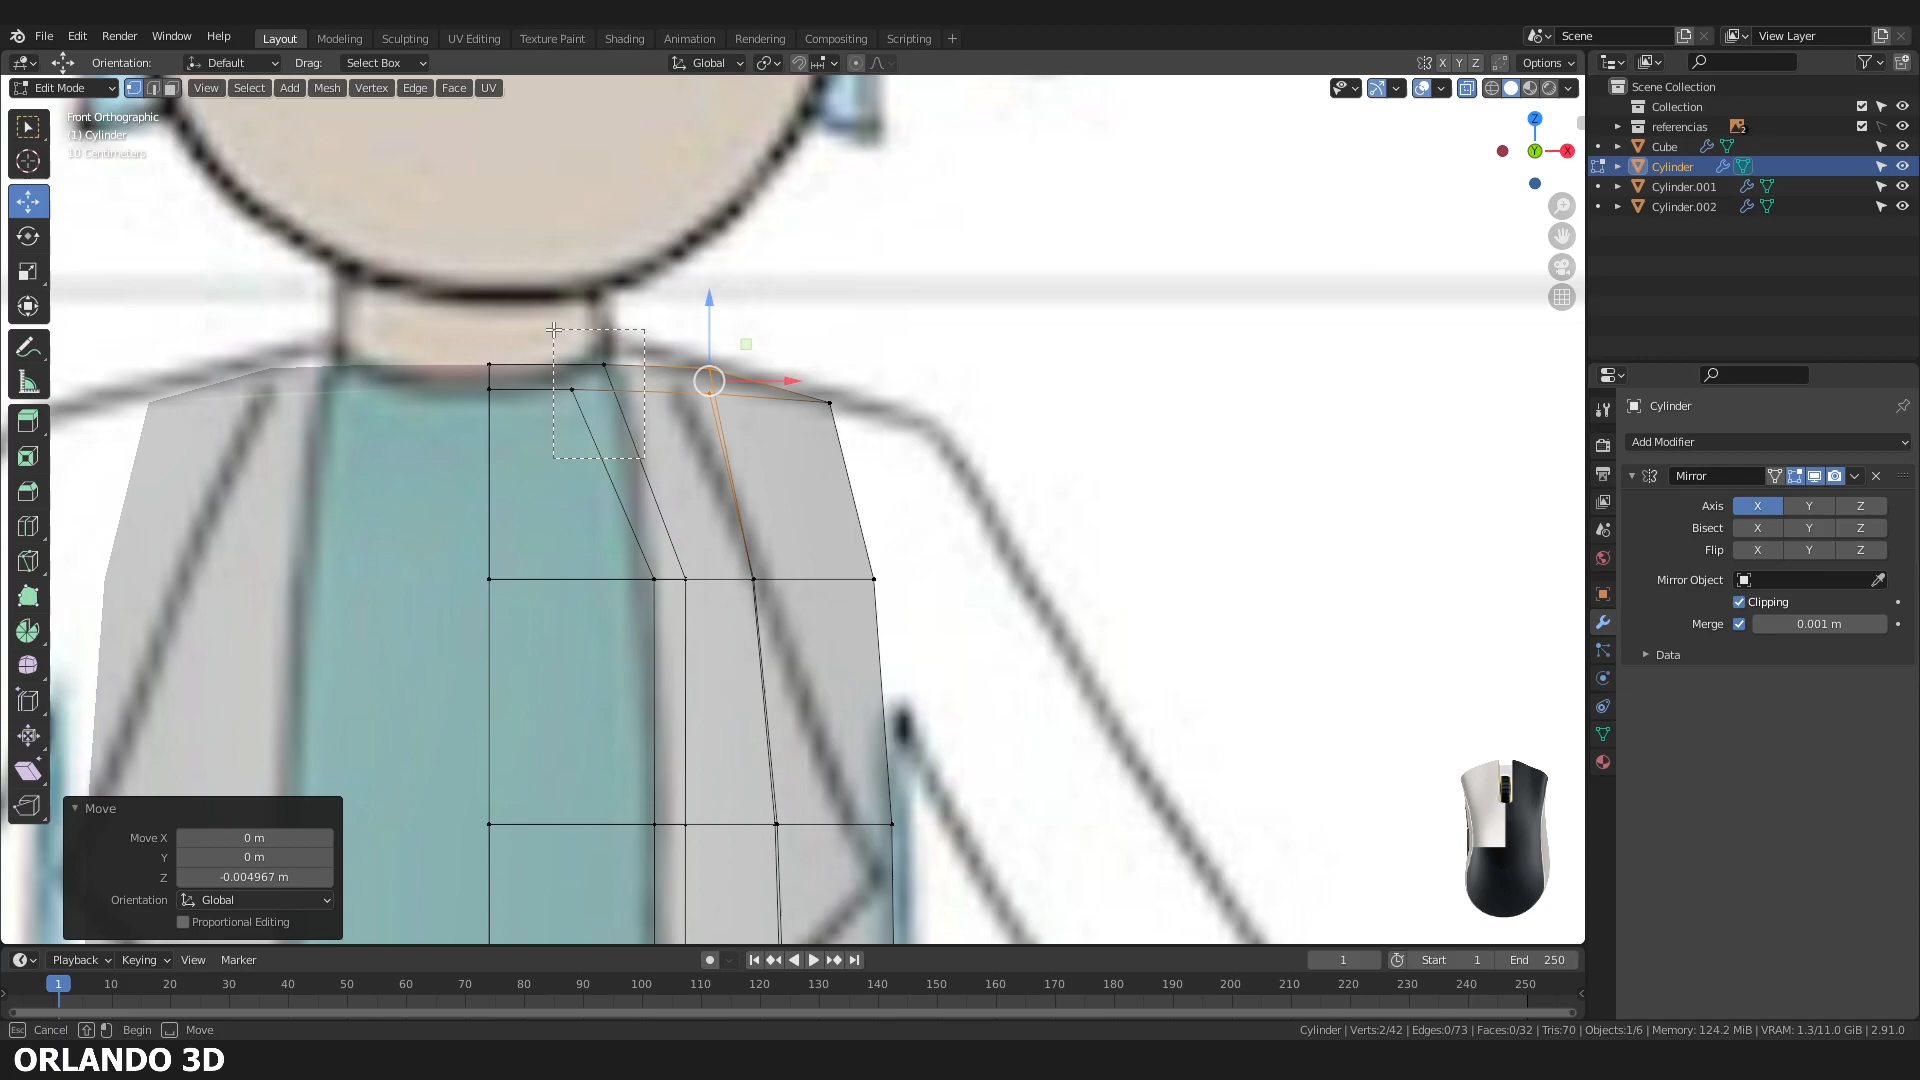 File Edit Render Window Help Layout Modeling Sculpting UV Editing Texture Paint Shading Animation Rendering Compositing Scripting + Scene View Layer
Orientation: Default Drag: Select Box Global X Y Z Options
Edit Mode View Select Add Mesh Vertex Edge Face UV
Front Orthographic
(1) Cylinder
10 Centimeters
Z
Y
X
Scene Collection
Collection
referencias 2
Cube
Cylinder
Cylinder.001
Cylinder.002
Cylinder
Add Modifier
Mirror
Axis X Y Z
Bisect X Y Z
Flip X Y Z
Mirror Object
Clipping
Merge 0.001 m
Data
Move
Move X 0 m
Y 0 m
Z -0.004967 m
Orientation Global
Proportional Editing
Playback Keying View Marker 1 Start 1 End 250
1 10 20 30 40 50 60 70 80 90 100 110 120 130 140 150 160 170 180 190 200 210 220 230 240 250
Esc Cancel Begin Move Cylinder | Verts:2/42 | Edges:0/73 | Faces:0/32 | Tris:70 | Objects:1/6 | Memory: 124.2 MiB | VRAM: 1.3/11.0 GiB | 2.91.0
ORLANDO 3D